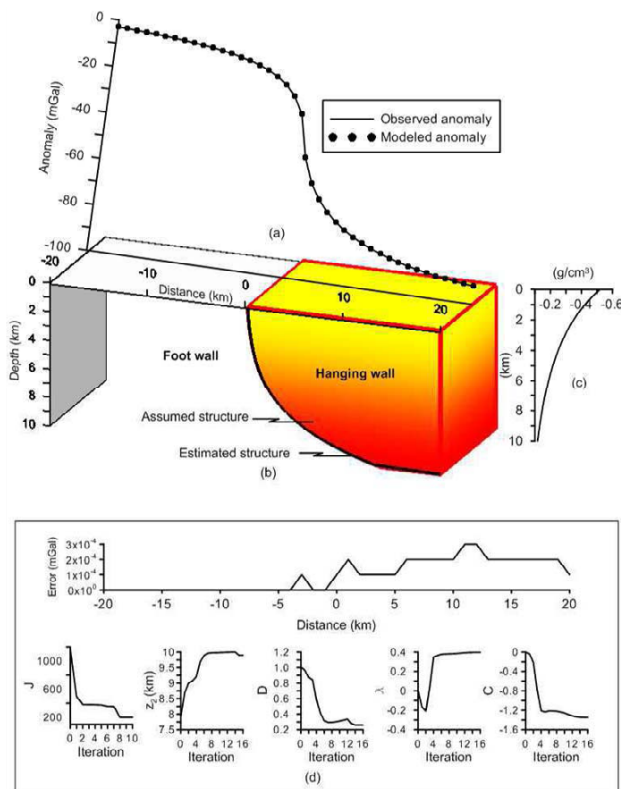 0
-20
-40
-60
-80
-100
Anomaly (mGal)
Observed anomaly
Modeled anomaly
(a)
-20
-10
0
10
20
Distance (km)
0
2
4
6
8
10
Depth (km)
Foot wall
Hanging wall
Assumed structure
Estimated structure
(b)
(g/cm³)
-0.2 -0.6
0
2
4
6
8
10
(km)
(c)
Error (mGal)
3x10⁻⁴
2x10⁻⁴
1x10⁻⁴
0x10⁰
-20 -15 -10 -5 0 5 10 15 20
Distance (km)
J
1000
600
200
0 2 4 6 8 10
Iteration
z₂ (km)
10
9.5
9
8.5
8
7.5
0 4 8 12 16
Iteration
D
1.2
1.0
0.8
0.6
0.4
0.2
0 4 8 12 16
Iteration
λ
0.4
0.2
0
-0.2
-0.4
0 4 8 12 16
Iteration
C
0
-0.4
-0.8
-1.2
-1.6
0 4 8 12 16
Iteration
(d)